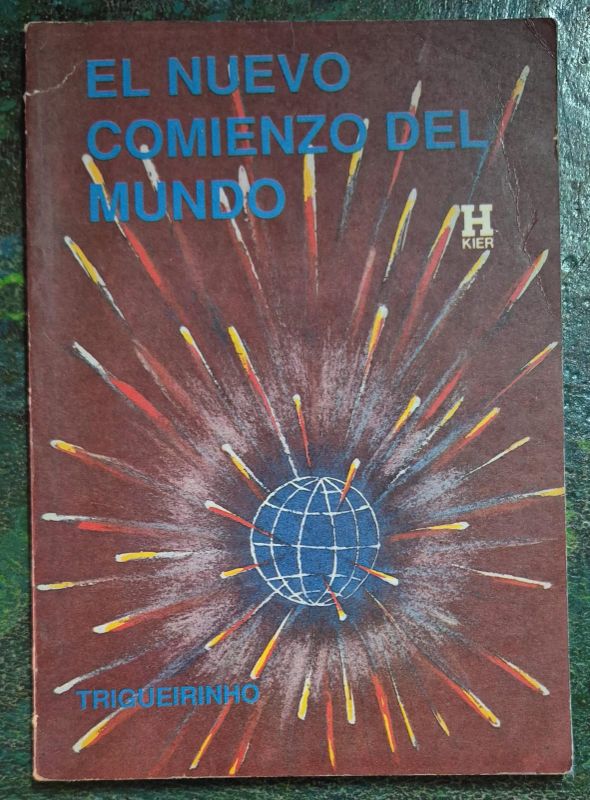 EL NUEVO
COMIENZO DEL
MUNDO
H
KIER
TRIGUEIRINHO